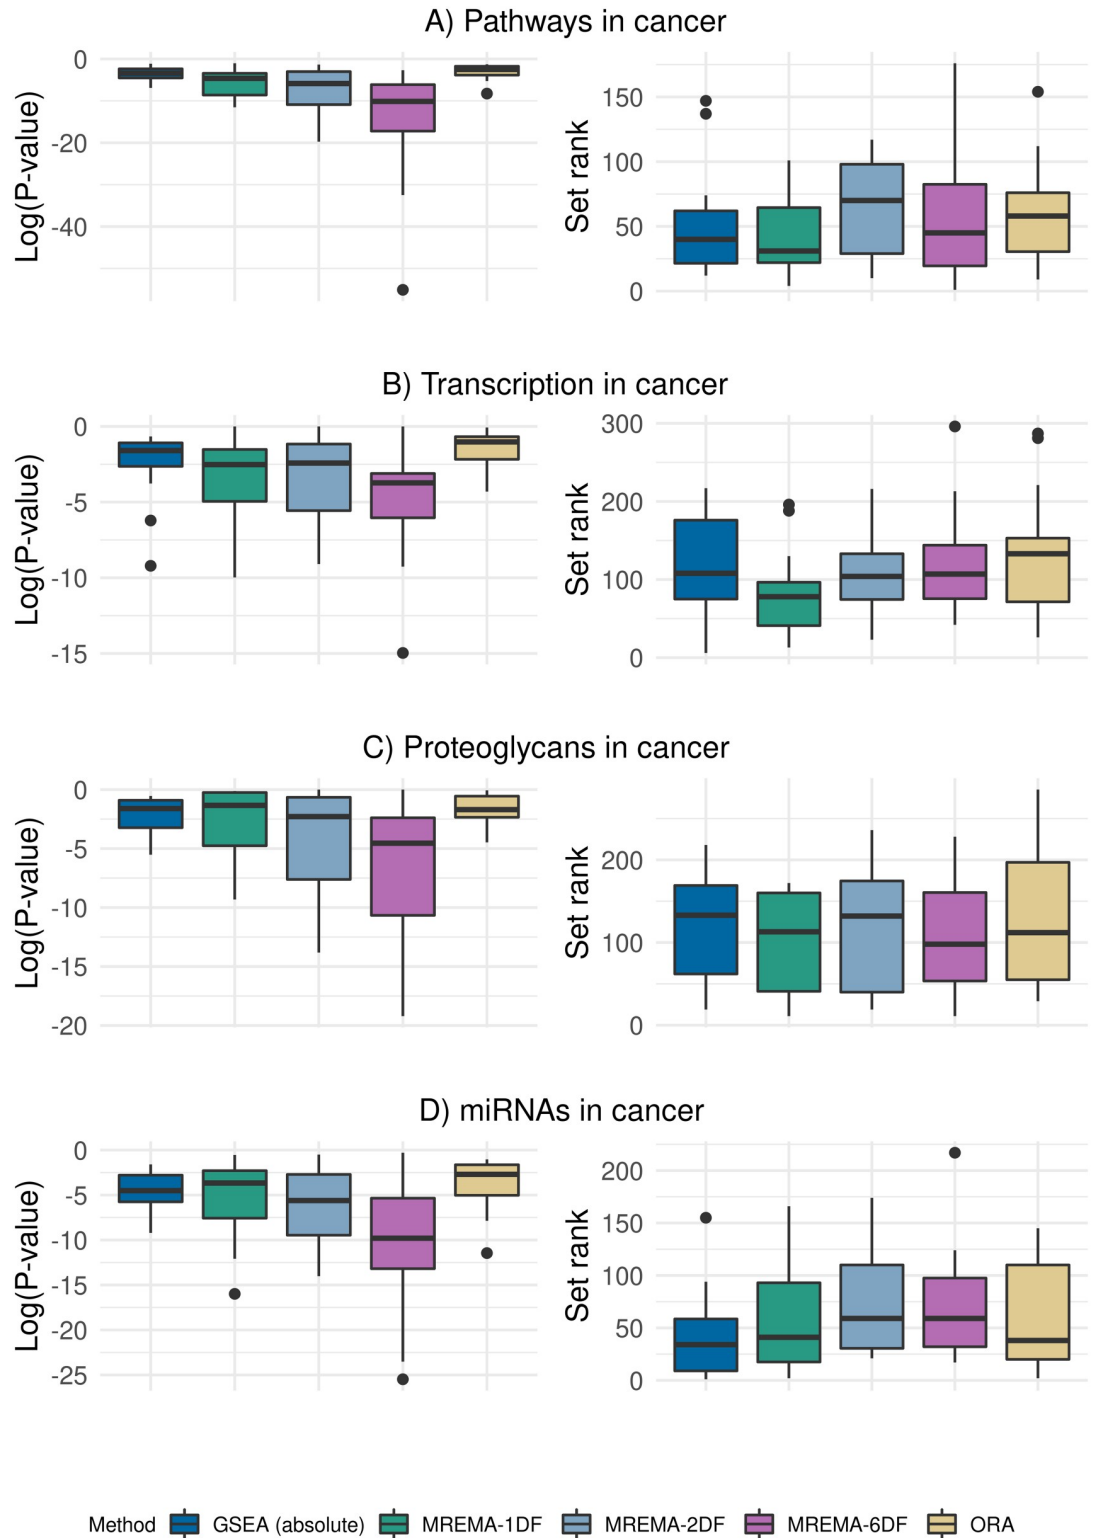 A) Pathways in cancer
Log(P-value)
0
-20
-40
Set rank
150
100
50
0
B) Transcription in cancer
Log(P-value)
0
-5
-10
-15
Set rank
300
200
100
0
C) Proteoglycans in cancer
Log(P-value)
0
-5
-10
-15
-20
Set rank
200
100
0
D) miRNAs in cancer
Log(P-value)
0
-5
-10
-15
-20
-25
Set rank
200
150
100
50
0
Method GSEA (absolute) MREMA-1DF MREMA-2DF MREMA-6DF ORA